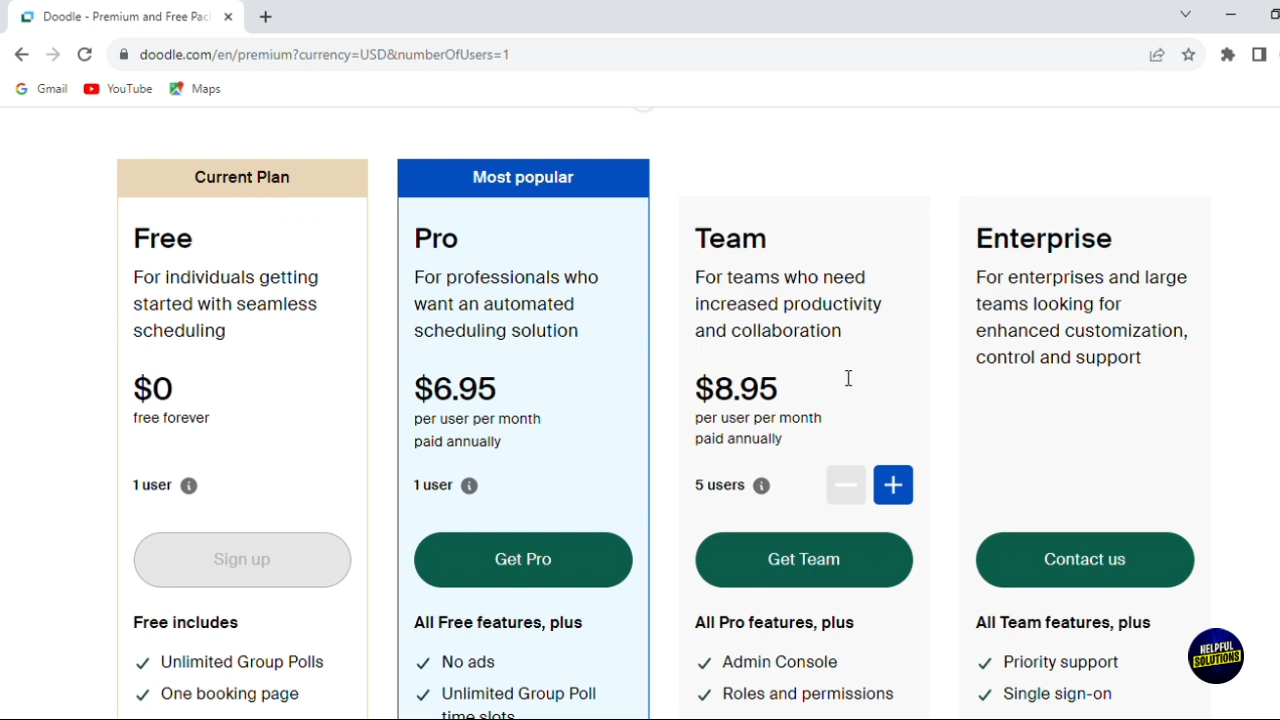 Doodle - Premium and Free Pac
doodle.com/en/premium?currency=USD&numberOfUsers=1
Gmail
YouTube
Maps
Current Plan
Free
For individuals getting
started with seamless
scheduling
$0
free forever
1 user
Sign up
Free includes
Unlimited Group Polls
One booking page
Most popular
Pro
For professionals who
want an automated
scheduling solution
$6.95
per user per month
paid annually
1 user
Get Pro
All Free features, plus
No ads
Unlimited Group Poll
time slots
Team
For teams who need
increased productivity
and collaboration
$8.95
per user per month
paid annually
5 users
Get Team
All Pro features, plus
Admin Console
Roles and permissions
Enterprise
For enterprises and large
teams looking for
enhanced customization,
control and support
Contact us
All Team features, plus
Priority support
Single sign-on
HELPFUL
SOLUTIONS